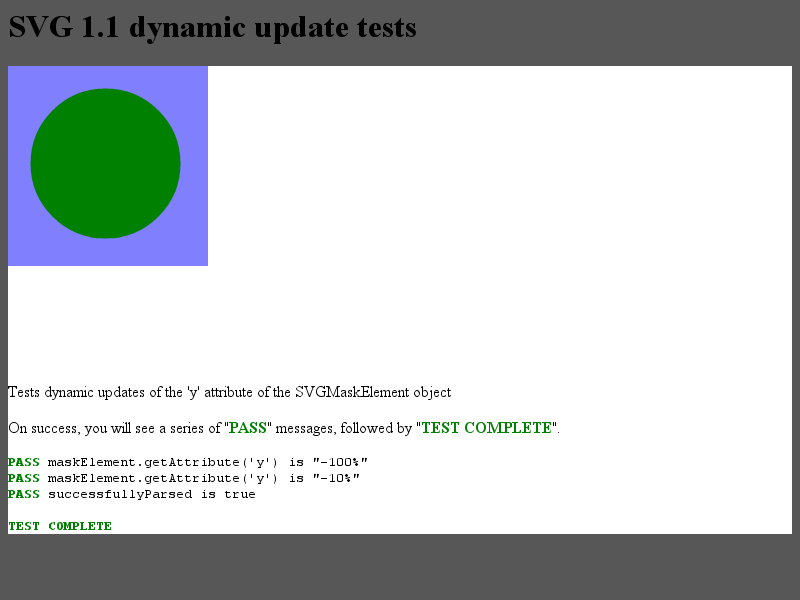 SVG 1.1 dynamic update tests
Tests dynamic updates of the 'y' attribute of the SVGMaskElement object
On success, you will see a series of "PASS" messages, followed by "TEST COMPLETE".
PASS maskElement.getAttribute('y') is "-100%"
PASS maskElement.getAttribute('y') is "-10%"
PASS successfullyParsed is true
TEST COMPLETE